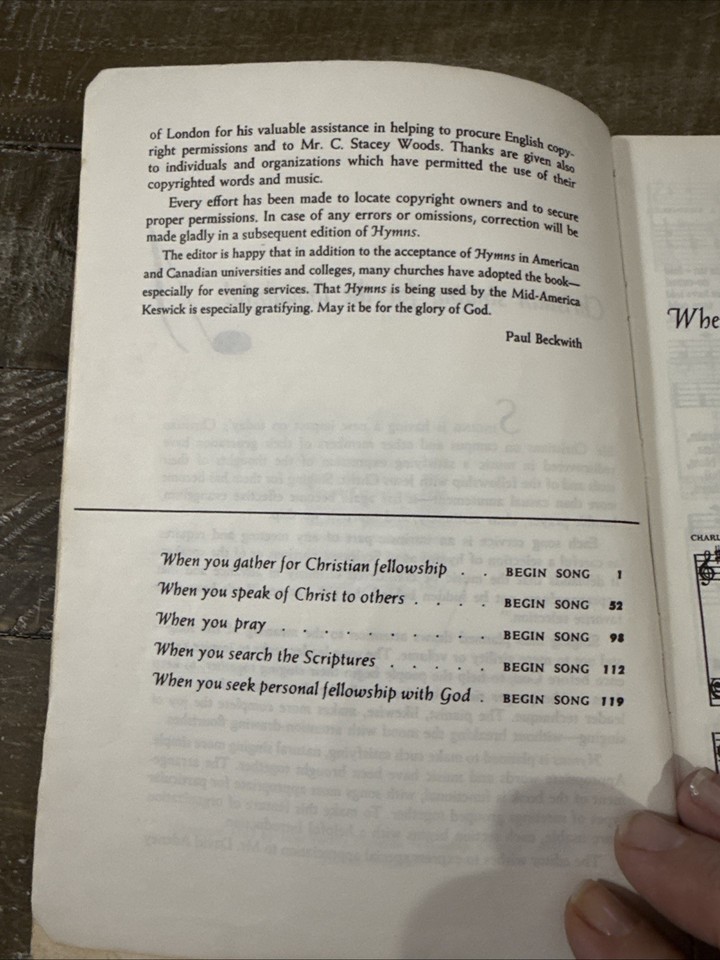 of London for his valuable assistance in helping to procure English copy-
right permissions and to Mr. C. Stacey Woods. Thanks are given also
to individuals and organizations which have permitted the use of their
copyrighted words and music.
Every effort has been made to locate copyright owners and to secure
proper permissions. In case of any errors or omissions, correction will be
made gladly in a subsequent edition of Hymns.
The editor is happy that in addition to the acceptance of Hymns in American
and Canadian universities and colleges, many churches have adopted the book—
especially for evening services. That Hymns is being used by the Mid-America
Keswick is especially gratifying. May it be for the glory of God.
Paul Beckwith
When you gather for Christian fellowship . . BEGIN SONG 1
When you speak of Christ to others . . . . BEGIN SONG 52
When you pray . . . . . . . . . BEGIN SONG 98
When you search the Scriptures . . . . . BEGIN SONG 112
When you seek personal fellowship with God . BEGIN SONG 119
Whe
CHARL